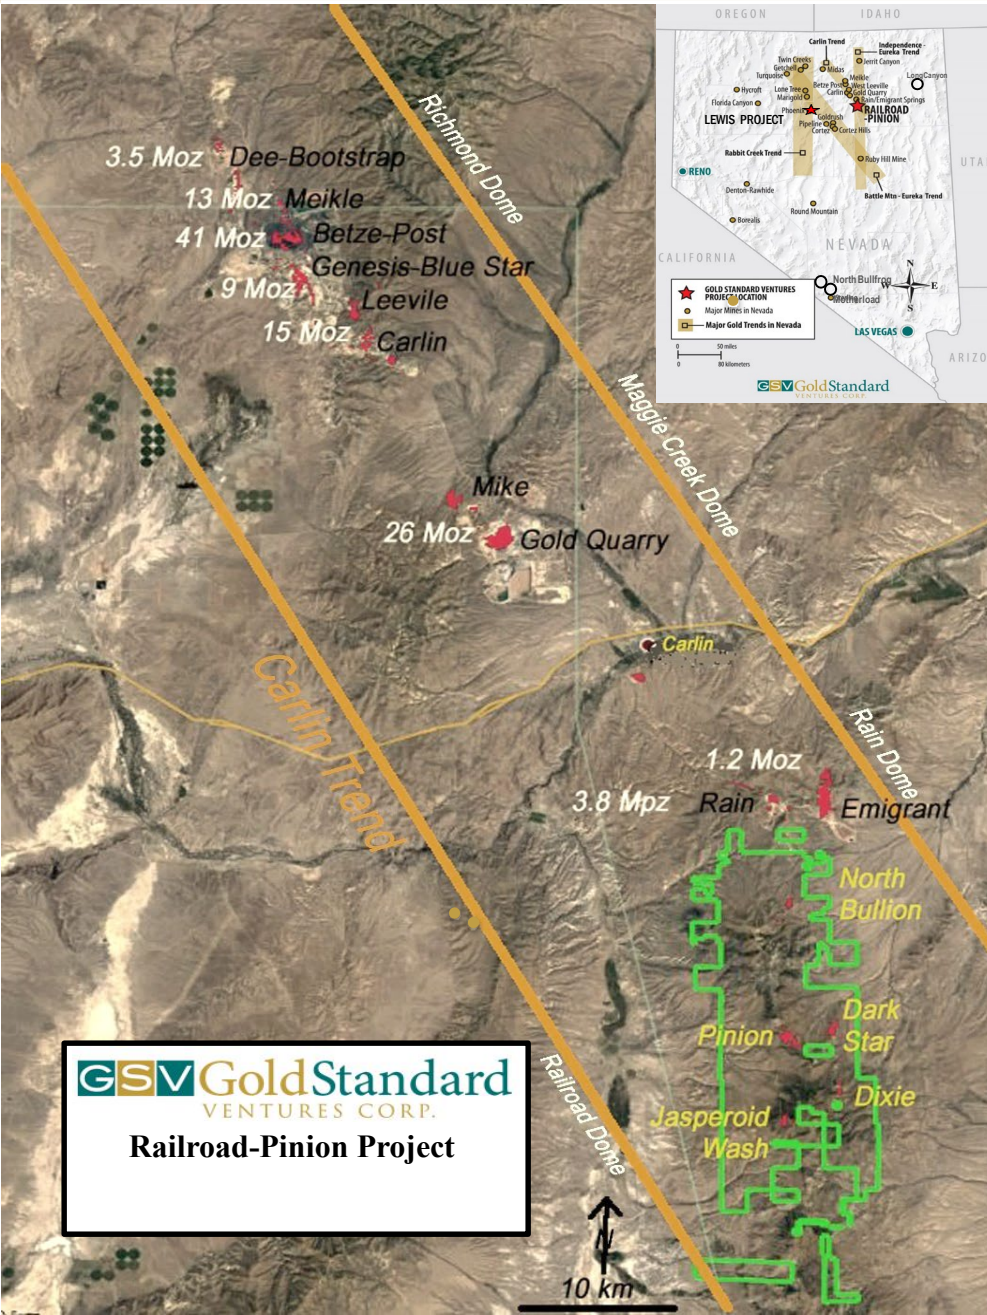 OREGON
IDAHO
Carlin Trend
Independence -
Eureka Trend
Twin Creeks
Getchell
Turquoise
Midas
Jerrit Canyon
LongCanyon
Meikle
Betze Post
West Leeville
Hycroft
Lone Tree
Marigold
Carlin
Gold Quarry
Rain/Emigrant Springs
Florida Canyon
Phoenix
RAILROAD
-PINION
LEWIS PROJECT
Goldrush
Pipeline
Cortez
Cortez Hills
Rabbit Creek Trend
Ruby Hill Mine
UTA
RENO
Denton-Rawhide
Battle Mtn - Eureka Trend
Round Mountain
Borealis
NEVADA
CALIFORNIA
N
W
E
S
North Bullfrog
Motherload
GOLD STANDARD VENTURES
PROJECT LOCATION
Major Mines in Nevada
Major Gold Trends in Nevada
LAS VEGAS
0
50 miles
0
80 kilometers
ARIZO
GSV GoldStandard
VENTURES CORP.
Richmond Dome
3.5 Moz
Dee-Bootstrap
13 Moz
Meikle
41 Moz
Betze-Post
Genesis-Blue Star
9 Moz
Leevile
15 Moz
Carlin
Maggie Creek Dome
Mike
26 Moz
Gold Quarry
Carlin
Carlin Trend
Rain Dome
1.2 Moz
3.8 Mpz
Rain
Emigrant
North
Bullion
Dark
Star
Pinion
Dixie
Jasperoid
Wash
Railroad Dome
GSV GoldStandard
VENTURES CORP.
Railroad-Pinion Project
N
10 km